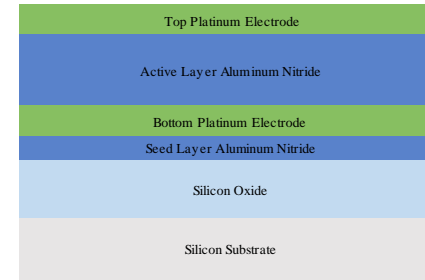 Top Platinum Electrode
Active Layer Aluminum Nitride
Bottom Platinum Electrode
Seed Layer Aluminum Nitride
Silicon Oxide
Silicon Substrate